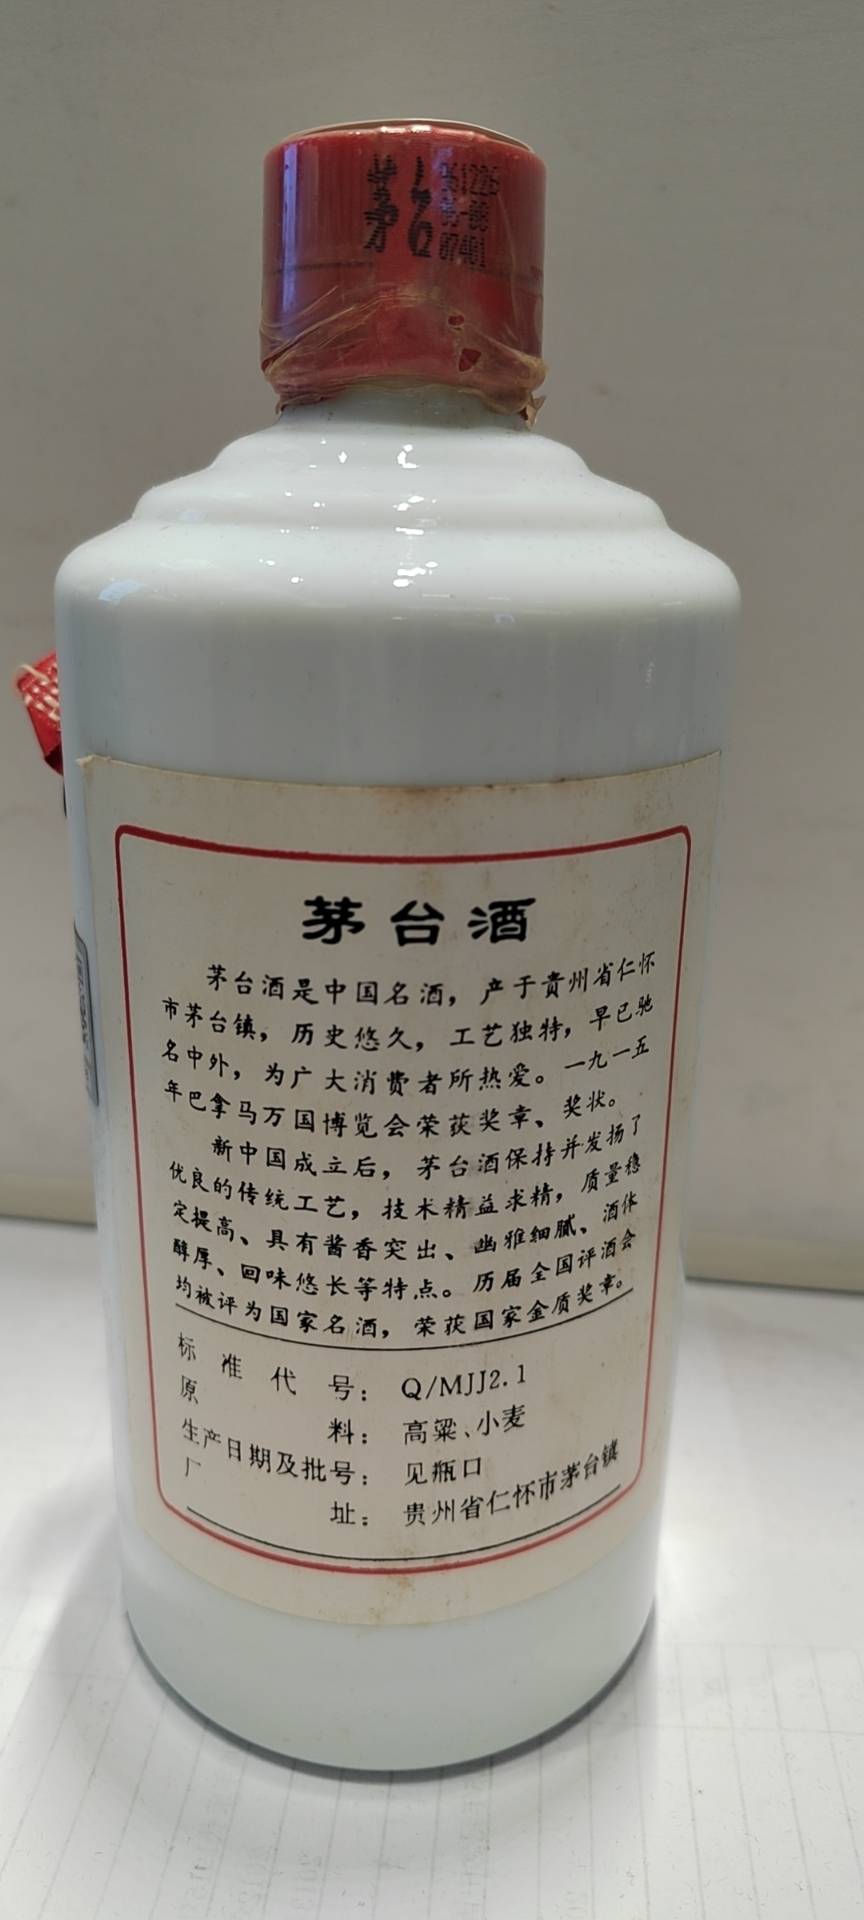 茅台
961226
07401
茅台酒
茅台酒是中国名酒，产于贵州省仁怀
市茅台镇，历史悠久，工艺独特，早已驰
名中外，为广大消费者所热爱。一九一五
年巴拿马万国博览会荣获奖章、奖状。
新中国成立后，茅台酒保持并发扬了
优良的传统工艺，技术精益求精，质量稳
定提高、具有酱香突出、幽雅细腻、酒体
醇厚、回味悠长等特点。历届全国评酒会
均被评为国家名酒，荣获国家金质奖章。
标准代号：Q/MJJ2.1
原料：高粱、小麦
生产日期及批号：见瓶口
厂址：贵州省仁怀市茅台镇